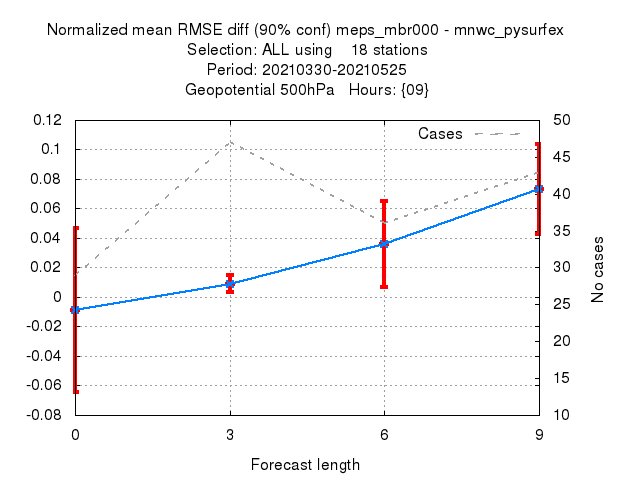 Normalized mean RMSE diff (90% conf) meps_mbr000 - mnwc_pysurfex
Selection: ALL using    18 stations
Period: 20210330-20210525
Geopotential 500hPa   Hours: {09}
Cases
0.12
0.1
0.08
0.06
0.04
0.02
0
-0.02
-0.04
-0.06
-0.08
50
45
40
35
30
25
20
15
10
No cases
0 3 6 9
Forecast length